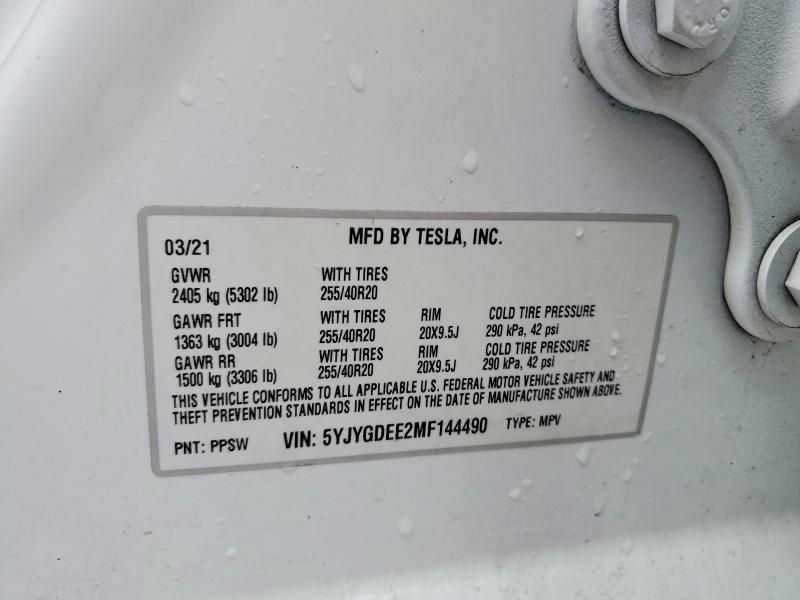 03/21 MFD BY TESLA, INC.
GVWR WITH TIRES
2405 kg (5302 lb) 255/40R20
GAWR FRT WITH TIRES RIM COLD TIRE PRESSURE
1363 kg (3004 lb) 255/40R20 20X9.5J 290 kPa, 42 psi
GAWR RR WITH TIRES RIM COLD TIRE PRESSURE
1500 kg (3306 lb) 255/40R20 20X9.5J 290 kPa, 42 psi
THIS VEHICLE CONFORMS TO ALL APPLICABLE U.S. FEDERAL MOTOR VEHICLE SAFETY AND
THEFT PREVENTION STANDARDS IN EFFECT ON THE DATE OF MANUFACTURE SHOWN ABOVE.
PNT: PPSW VIN: 5YJYGDEE2MF144490 TYPE: MPV